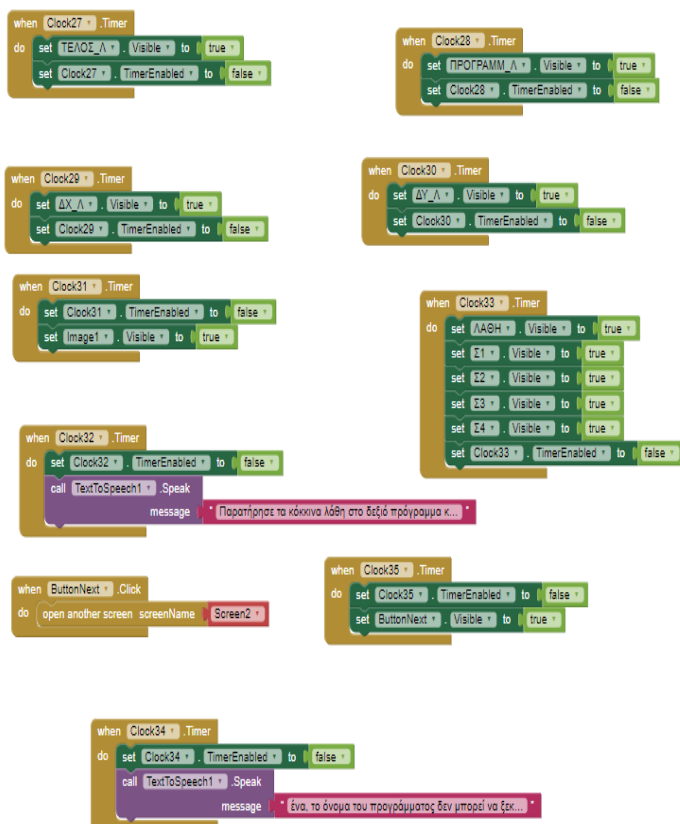 when Clock27 .Timer
do set ΤΕΛΟΣ_Λ . Visible to true
set Clock27 . TimerEnabled to false
when Clock28 .Timer
do set ΠΡΟΓΡΑΜΜ_Λ . Visible to true
set Clock28 . TimerEnabled to false
when Clock29 .Timer
do set ΔΧ_Λ . Visible to true
set Clock29 . TimerEnabled to false
when Clock30 .Timer
do set ΔΥ_Λ . Visible to true
set Clock30 . TimerEnabled to false
when Clock31 .Timer
do set Clock31 . TimerEnabled to false
set Image1 . Visible to true
when Clock33 .Timer
do set ΛΑΘΗ . Visible to true
set Σ1 . Visible to true
set Σ2 . Visible to true
set Σ3 . Visible to true
set Σ4 . Visible to true
set Clock33 . TimerEnabled to false
when Clock32 .Timer
do set Clock32 . TimerEnabled to false
call TextToSpeech1 .Speak
message " Παρατήρησε τα κόκκινα λάθη στο δεξιό πρόγραμμα κ... "
when ButtonNext .Click
do open another screen screenName Screen2
when Clock35 .Timer
do set Clock35 . TimerEnabled to false
set ButtonNext . Visible to true
when Clock34 .Timer
do set Clock34 . TimerEnabled to false
call TextToSpeech1 .Speak
message " ένα, το όνομα του προγράμματος δεν μπορεί να ξεκ... "